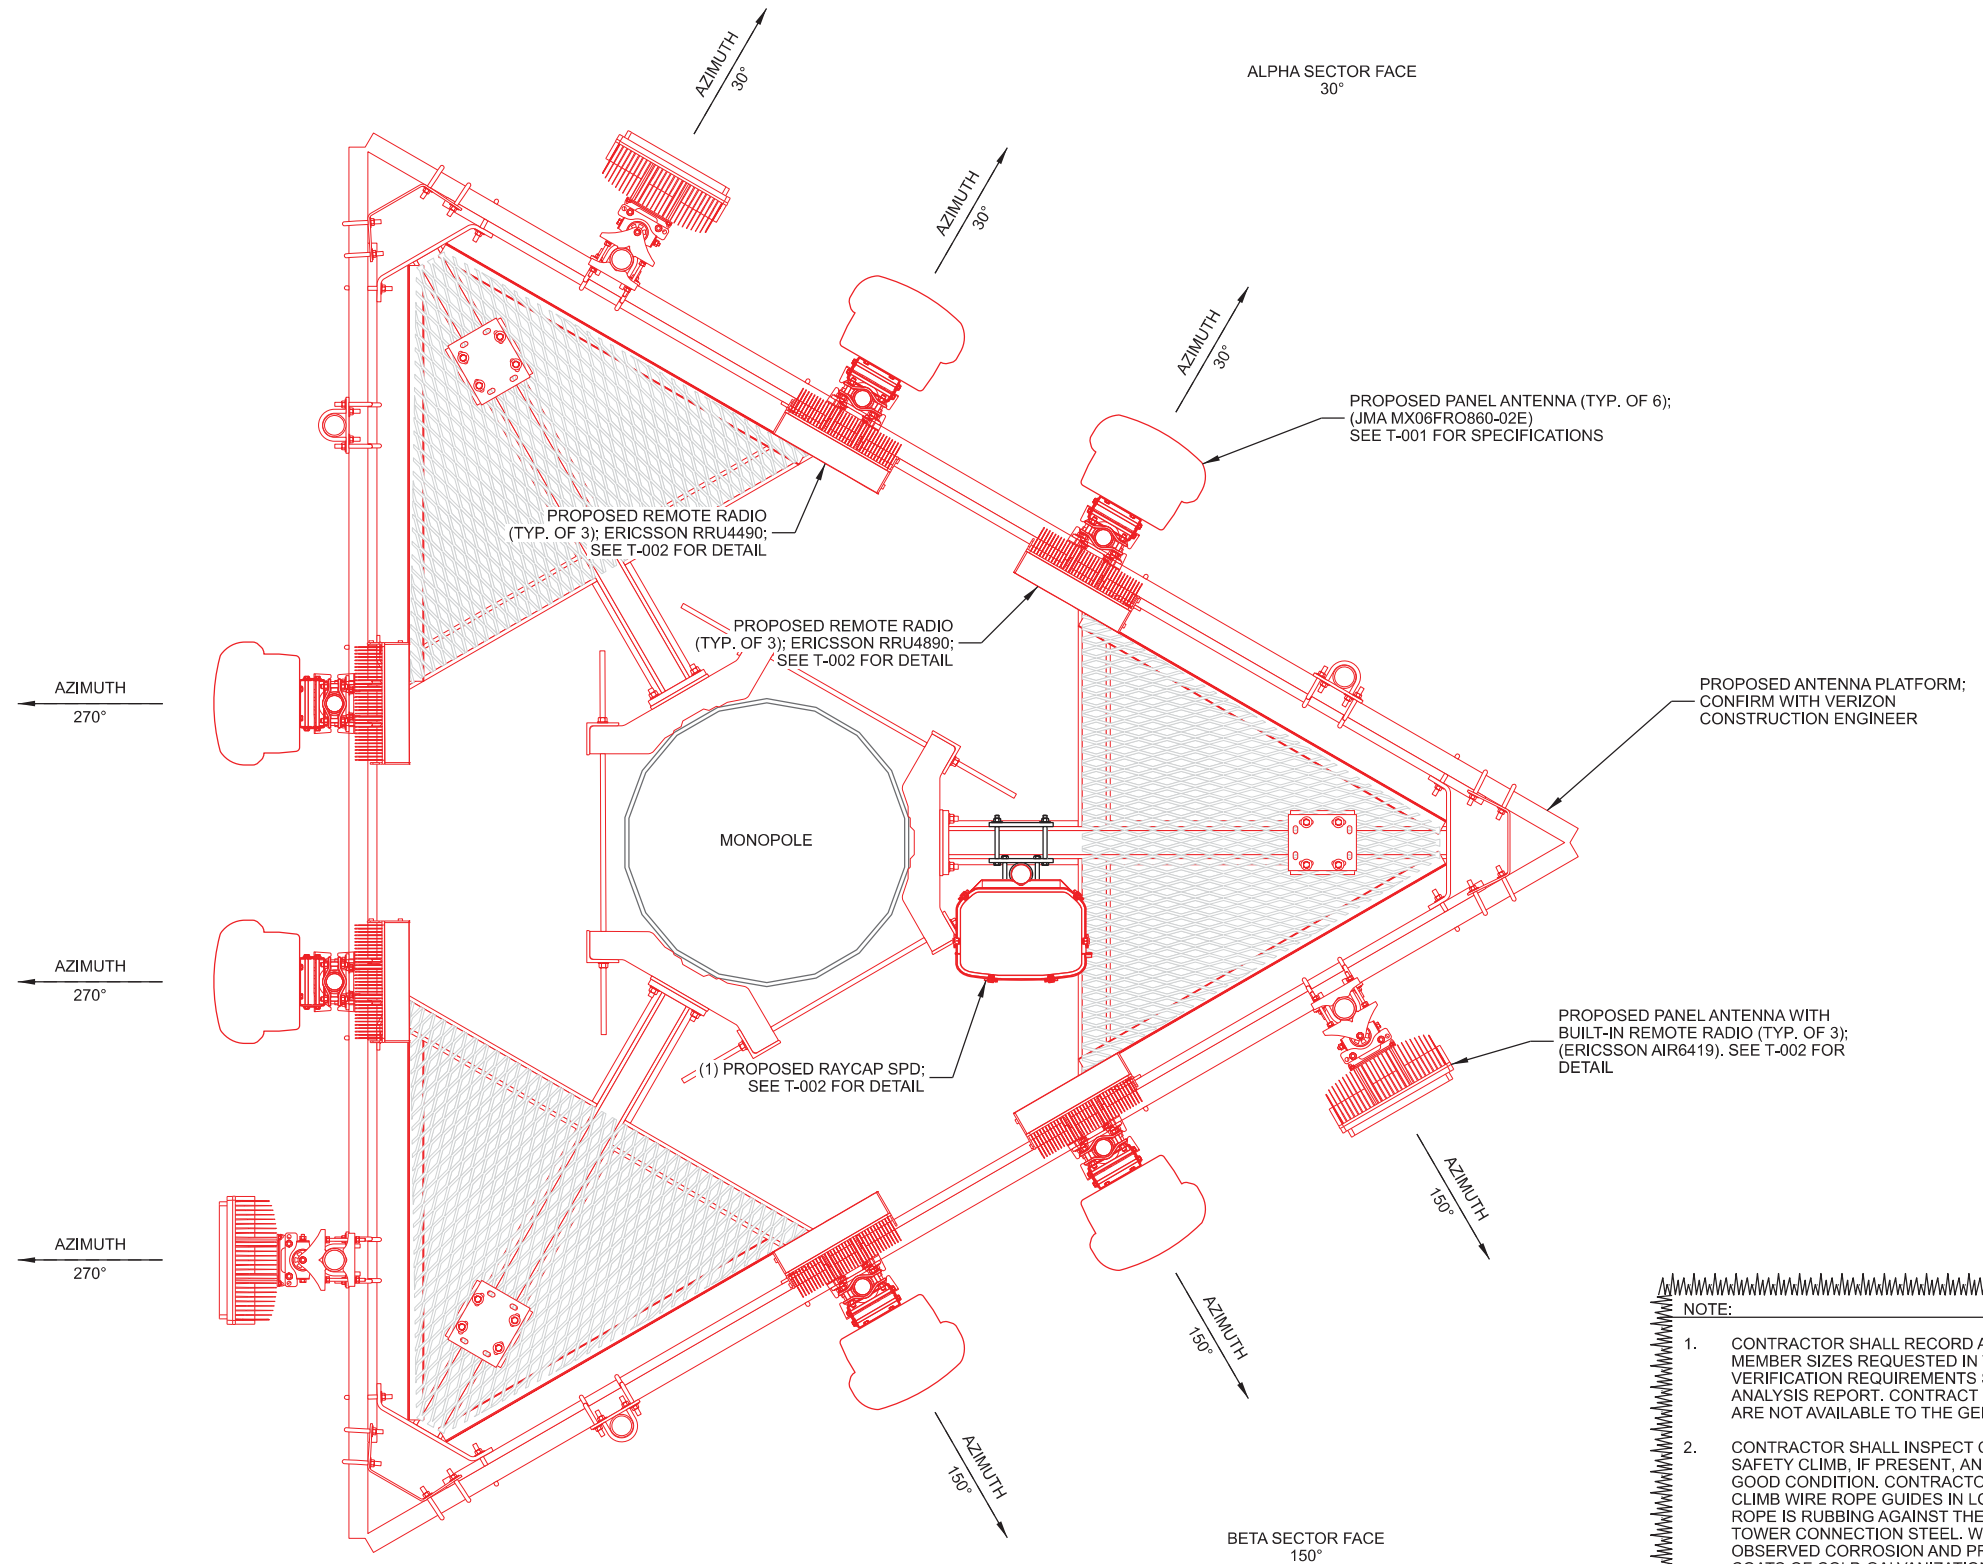 AZIMUTH
30°
ALPHA SECTOR FACE
30°
AZIMUTH
30°
AZIMUTH
30°
PROPOSED PANEL ANTENNA (TYP. OF 6);
(JMA MX06FRO860-02E)
SEE T-001 FOR SPECIFICATIONS
PROPOSED REMOTE RADIO
(TYP. OF 3); ERICSSON RRU4490;
SEE T-002 FOR DETAIL
PROPOSED REMOTE RADIO
(TYP. OF 3); ERICSSON RRU4890;
SEE T-002 FOR DETAIL
AZIMUTH
270°
PROPOSED ANTENNA PLATFORM;
CONFIRM WITH VERIZON
CONSTRUCTION ENGINEER
MONOPOLE
AZIMUTH
270°
PROPOSED PANEL ANTENNA WITH
BUILT-IN REMOTE RADIO (TYP. OF 3);
(ERICSSON AIR6419). SEE T-002 FOR
DETAIL
(1) PROPOSED RAYCAP SPD;
SEE T-002 FOR DETAIL
AZIMUTH
150°
AZIMUTH
270°
AZIMUTH
150°
AZIMUTH
150°
BETA SECTOR FACE
150°
NOTE:
1. CONTRACTOR SHALL RECORD
MEMBER SIZES REQUESTED IN
VERIFICATION REQUIREMENTS
ANALYSIS REPORT. CONTRACT
ARE NOT AVAILABLE TO THE
2. CONTRACTOR SHALL INSPECT
SAFETY CLIMB, IF PRESENT,
GOOD CONDITION.
CLIMB WIRE ROPE GUIDES IN
ROPE IS RUBBING AGAINST THE
TOWER CONNECTION STEEL.
OBSERVED CORROSION AND